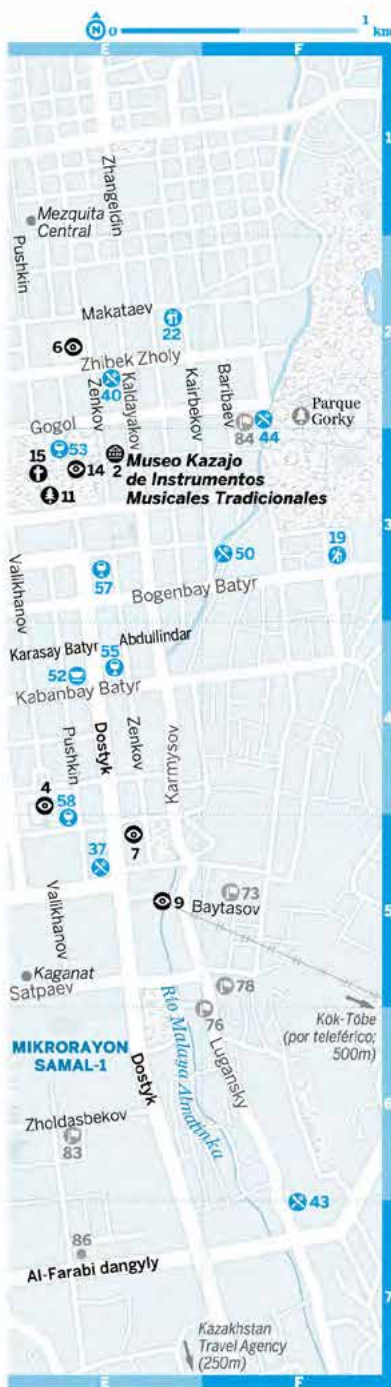 N 0 1 km
E F
1
Zhangeldin
Mezquita
Central
Pushkin
Makataev
22
2
6
Zhibek Zholy
40
Zenkov
Kaldayakov
Kairbekov
Baribaev
84
44
Parque
Gorky
Gogol
53
15
14
2
Museo Kazajo
de Instrumentos
Musicales Tradicionales
11
3
19
50
57
Bogenbay Batyr
Valikhanov
Abdullindar
Karasay Batyr
55
52
Kabanbay Batyr
4
Pushkin
Dostyk
Zenkov
Karmysov
4
58
7
37
5
73
9
Baytasov
Valikhanov
Kaganat
Satpaev
78
76
Kök-Töbe
(por teleférico;
500m)
MIKRORAYON
SAMAL-1
Río Malaya Almatinka
Lugansky
Dostyk
6
Zholdasbekov
83
43
86
Al-Farabi dangyly
7
Kazakhstan
Travel Agency
(250m)
E F